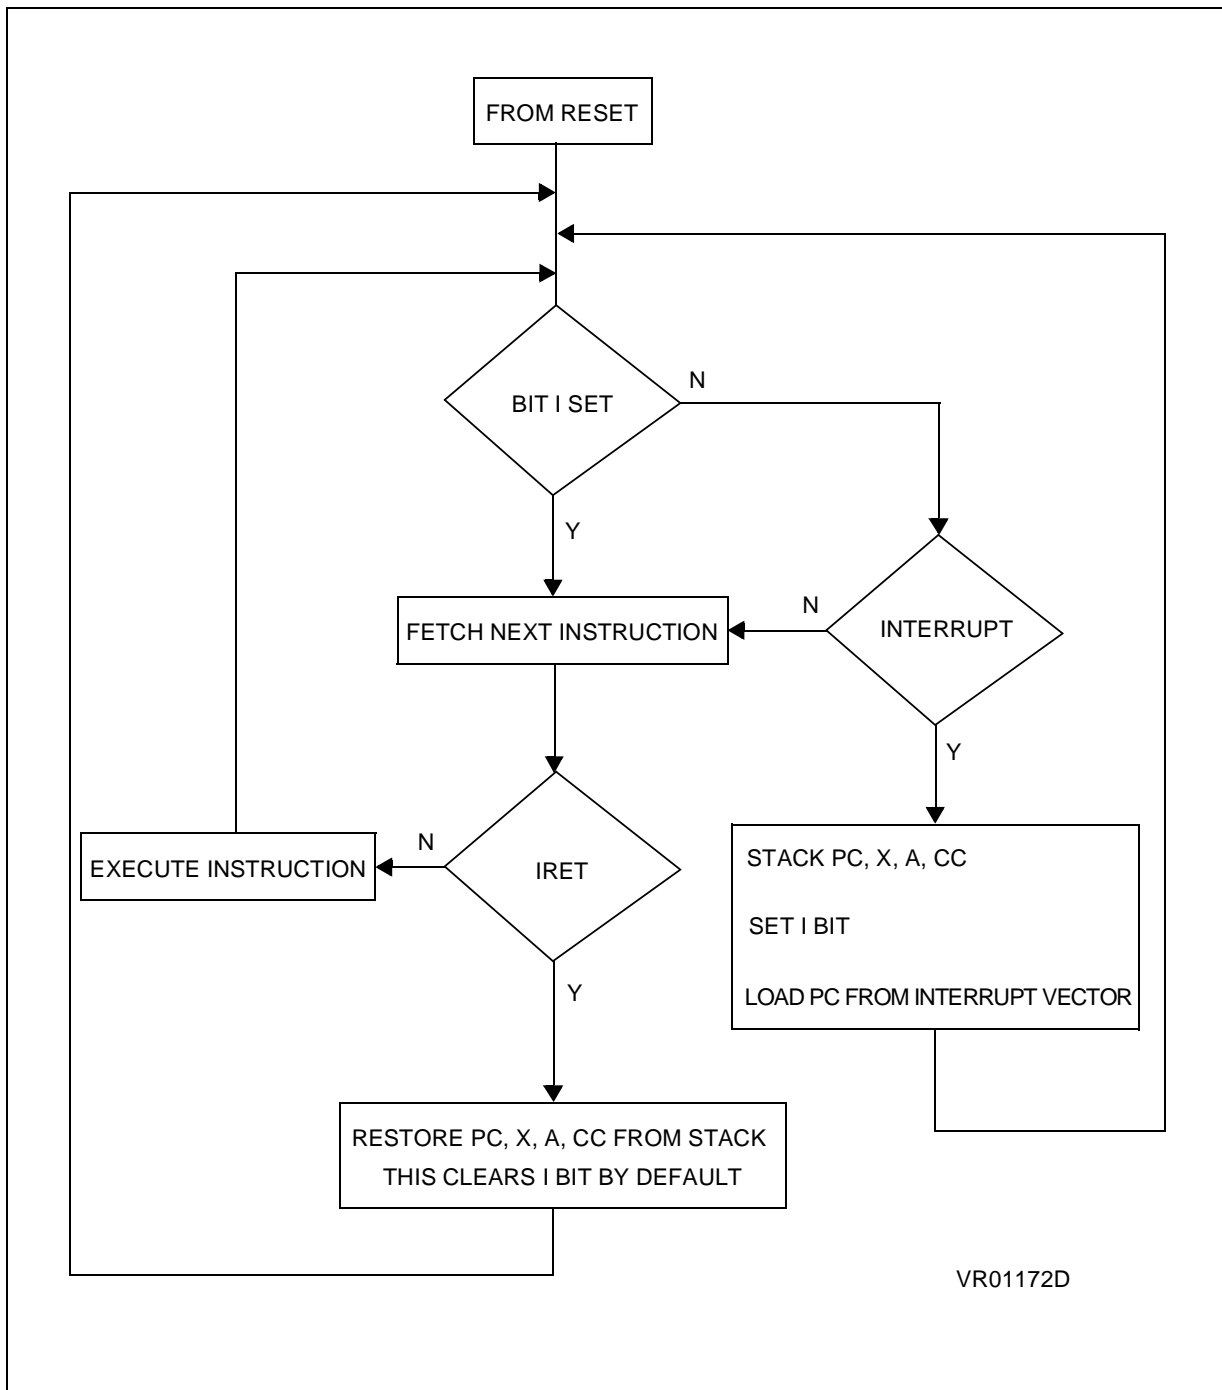 FROM RESET
BIT I SET
N
Y
FETCH NEXT INSTRUCTION
N
INTERRUPT
Y
EXECUTE INSTRUCTION
N
IRET
STACK PC, X, A, CC
SET I BIT
LOAD PC FROM INTERRUPT VECTOR
Y
RESTORE PC, X, A, CC FROM STACK
THIS CLEARS I BIT BY DEFAULT
VR01172D